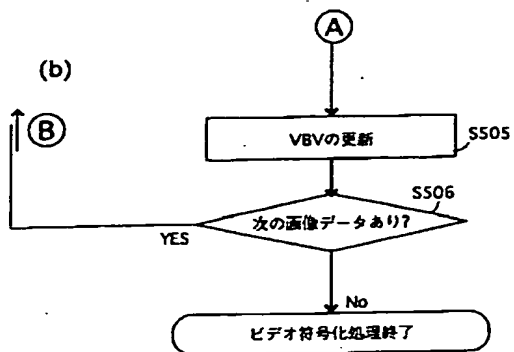 A
(b)
B
VBVの更新
S505
S506
次の画像データあり?
YES
No
ビデオ符号化処理終了